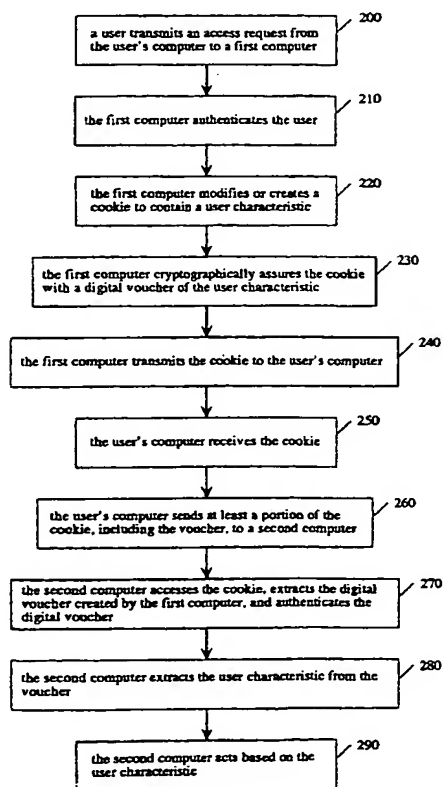 200
a user transmits an access request from
the user's computer to a first computer
210
the first computer authenticates the user
220
the first computer modifies or creates a
cookie to contain a user characteristic
230
the first computer cryptographically assures the cookie
with a digital voucher of the user characteristic
240
the first computer transmits the cookie to the user's computer
250
the user's computer receives the cookie
260
the user's computer sends at least a portion of the
cookie, including the voucher, to a second computer
270
the second computer accesses the cookie, extracts the digital
voucher created by the first computer, and authenticates the
digital voucher
280
the second computer extracts the user characteristic from the
voucher
290
the second computer acts based on the
user characteristic